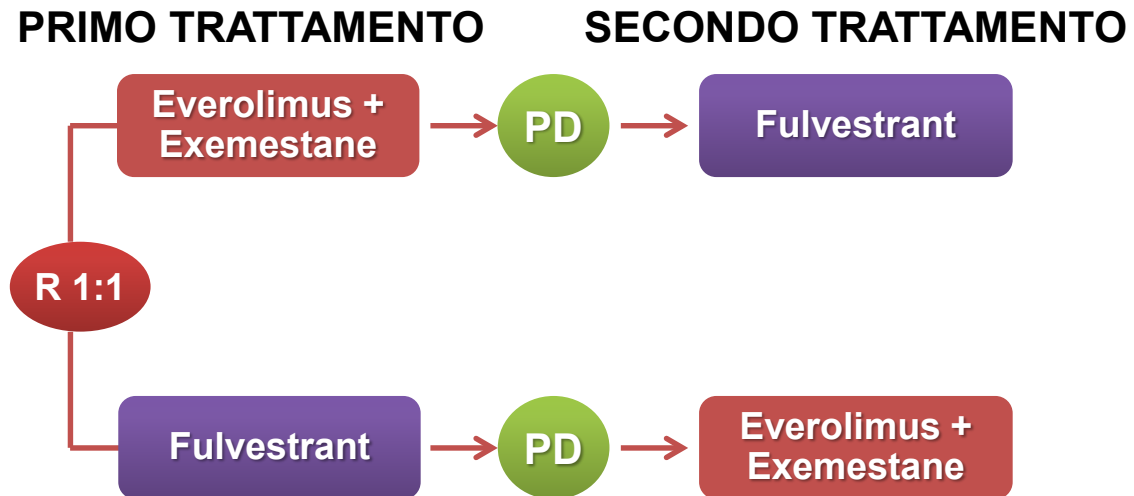 PRIMO TRATTAMENTO
SECONDO TRATTAMENTO
Everolimus +
Exemestane
PD
Fulvestrant
R 1:1
Fulvestrant
PD
Everolimus +
Exemestane